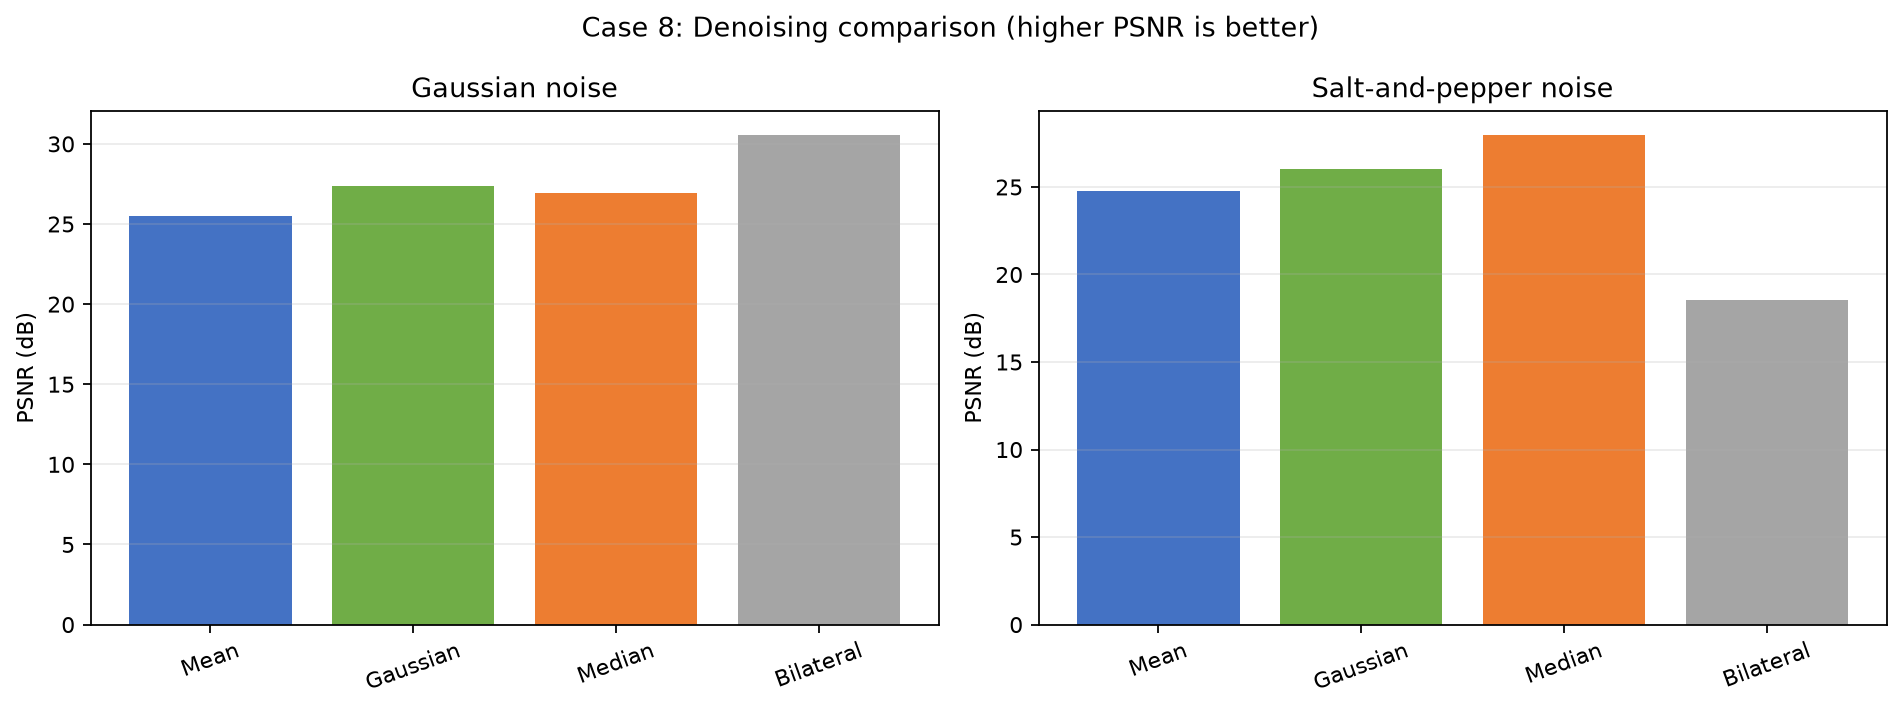 Case 8: Denoising comparison (higher PSNR is better)
Gaussian noise
PSNR (dB)
30
25
20
15
10
5
0
Mean
Gaussian
Median
Bilateral
Salt-and-pepper noise
PSNR (dB)
25
20
15
10
5
0
Mean
Gaussian
Median
Bilateral